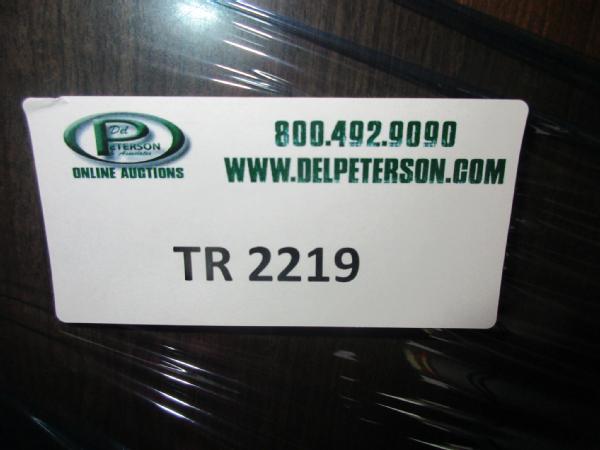 Del
PETERSON
& Associates
ONLINE AUCTIONS
800.492.9090
WWW.DELPETERSON.COM
TR 2219